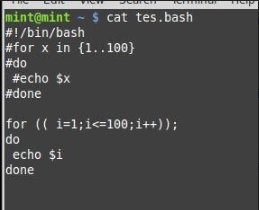 File Edit View Search Terminal Help
mint@mint ~ $ cat tes.bash
#!/bin/bash
#for x in {1..100}
#do
 #echo $x
#done

for (( i=1;i<=100;i++));
do
 echo $i
done